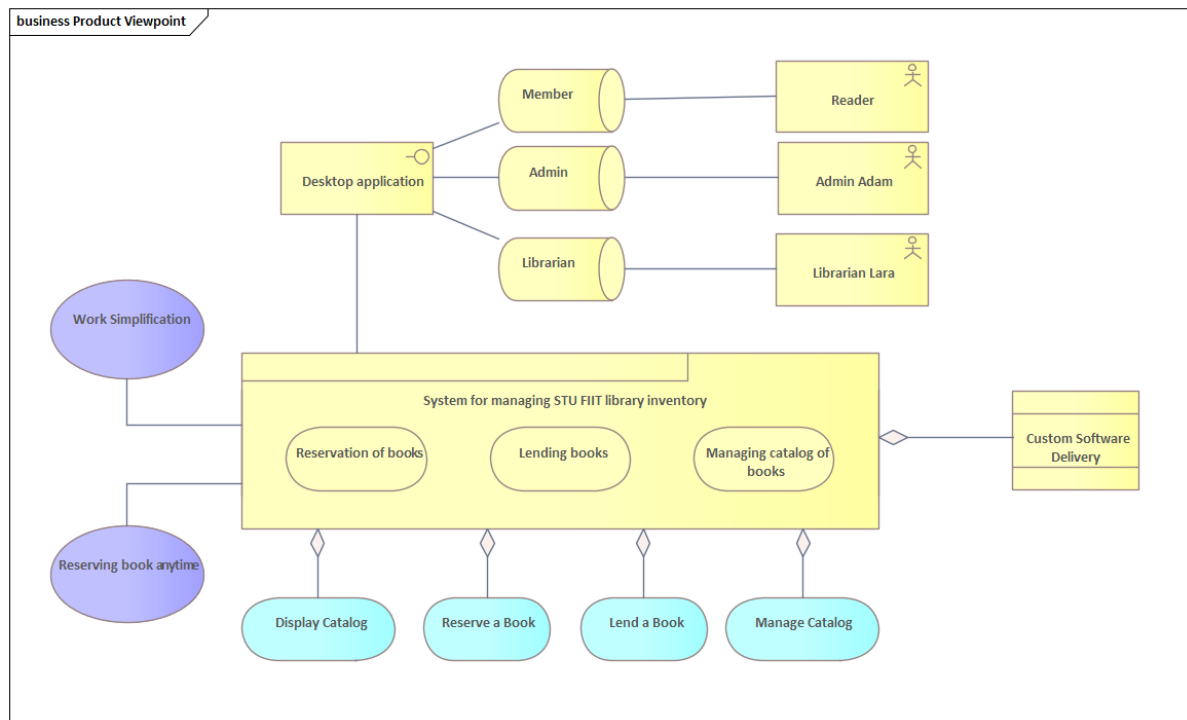 business Product Viewpoint
Member
Reader
Desktop application
Admin
Admin Adam
Librarian
Librarian Lara
Work Simplification
System for managing STU FIIT library inventory
Reservation of books
Lending books
Managing catalog of
books
Custom Software
Delivery
Reserving book anytime
Display Catalog
Reserve a Book
Lend a Book
Manage Catalog